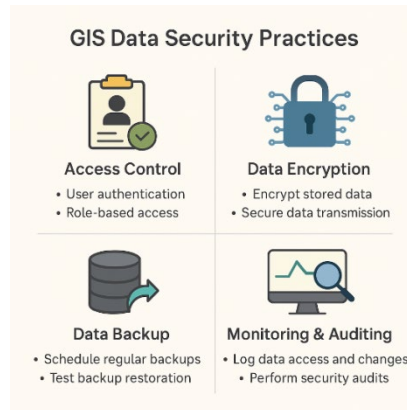 GIS Data Security Practices
Access Control
• User authentication
• Role-based access
Data Encryption
• Encrypt stored data
• Secure data transmission
Data Backup
• Schedule regular backups
• Test backup restoration
Monitoring & Auditing
• Log data access and changes
• Perform security audits